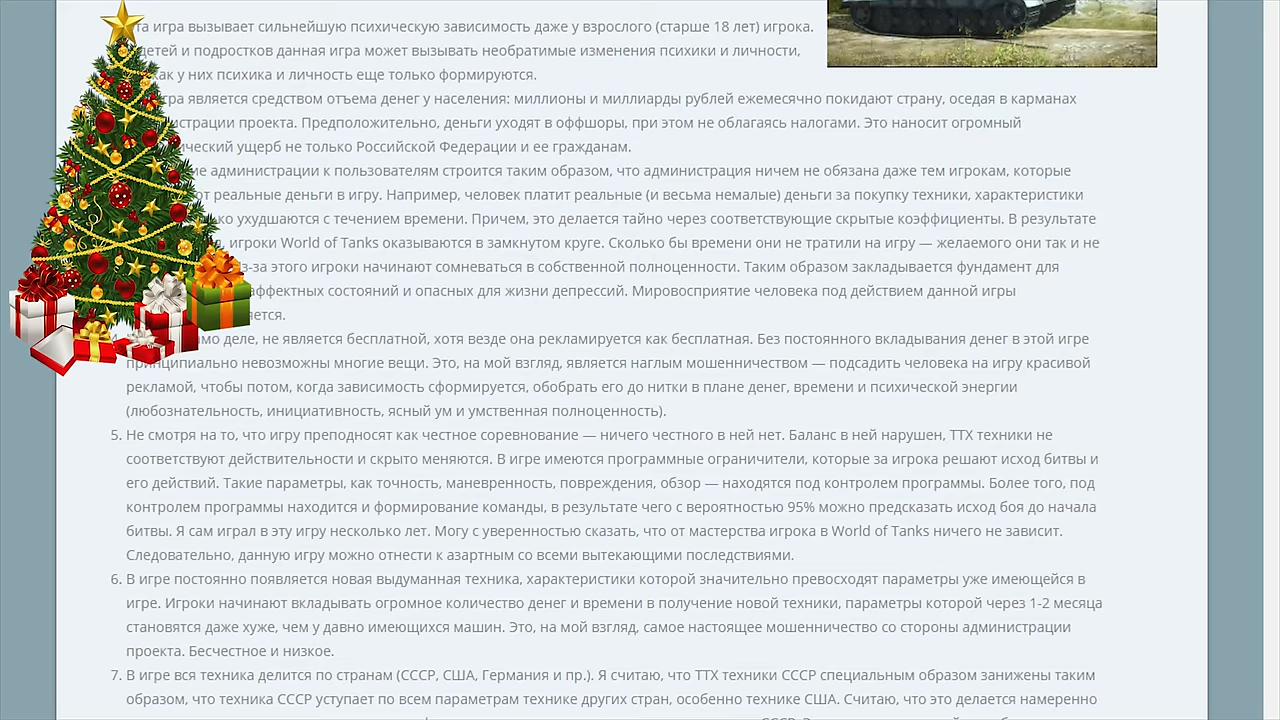 та игра вызывает сильнейшую психическую зависимость даже у взрослого (старше 18 лет) игрока.
детей и подростков данная игра может вызывать необратимые изменения психики и личности,
как у них психика и личность еще только формируются.
гра является средством отъема денег у населения: миллионы и миллиарды рублей ежемесячно покидают страну, оседая в карманах
истрации проекта. Предположительно, деньги уходят в офшоры, при этом не облагаясь налогами. Это наносит огромный
ический ущерб не только Российской Федерации и ее гражданам.
ие администрации к пользователям строится таким образом, что администрация ничем не обязана даже тем игрокам, которые
от реальные деньги в игру. Например, человек платит реальные (и весьма немалые) деньги за покупку техники, характеристики
ко ухудшаются с течением времени. Причем, это делается тайно через соответствующие скрытые коэффициенты. В результате
, игроки World of Tanks оказываются в замкнутом круге. Сколько бы времени они не тратили на игру — желаемого они так и не
з-за этого игроки начинают сомневаться в собственной полноценности. Таким образом закладывается фундамент для
аффектных состояний и опасных для жизни депрессий. Мировосприятие человека под действием данной игры
ется.
мо деле, не является бесплатной, хотя везде она рекламируется как бесплатная. Без постоянного вкладывания денег в этой игре
принципиально невозможны многие вещи. Это, на мой взгляд, является наглым мошенничеством — подсадить человека на игру красивой
рекламой, чтобы потом, когда зависимость сформируется, обобрать его до нитки в плане денег, времени и психической энергии
(любознательность, инициативность, ясный ум и умственная полноценность).
5. Не смотря на то, что игру преподносят как честное соревнование — ничего честного в ней нет. Баланс в ней нарушен, ТТХ техники не
соответствуют действительности и скрыто меняются. В игре имеются программные ограничители, которые за игрока решают исход битвы и
его действий. Такие параметры, как точность, маневренность, повреждения, обзор — находятся под контролем программы. Более того, под
контролем программы находится и формирование команды, в результате чего с вероятностью 95% можно предсказать исход боя до начала
битвы. Я сам играл в эту игру несколько лет. Могу с уверенностью сказать, что от мастерства игрока в World of Tanks ничего не зависит.
Следовательно, данную игру можно отнести к азартным со всеми вытекающими последствиями.
6. В игре постоянно появляется новая выдуманная техника, характеристики которой значительно превосходят параметры уже имеющейся в
игре. Игроки начинают вкладывать огромное количество денег и времени в получение новой техники, параметры которой через 1-2 месяца
становятся даже хуже, чем у давно имеющихся машин. Это, на мой взгляд, самое настоящее мошенничество со стороны администрации
проекта. Бесчестное и низкое.
7. В игре вся техника делится по странам (СССР, США, Германия и пр.). Я считаю, что ТТХ техники СССР специальным образом занижены таким
образом, что техника СССР уступает по всем параметрам технике других стран, особенно технике США. Считаю, что это делается намеренно